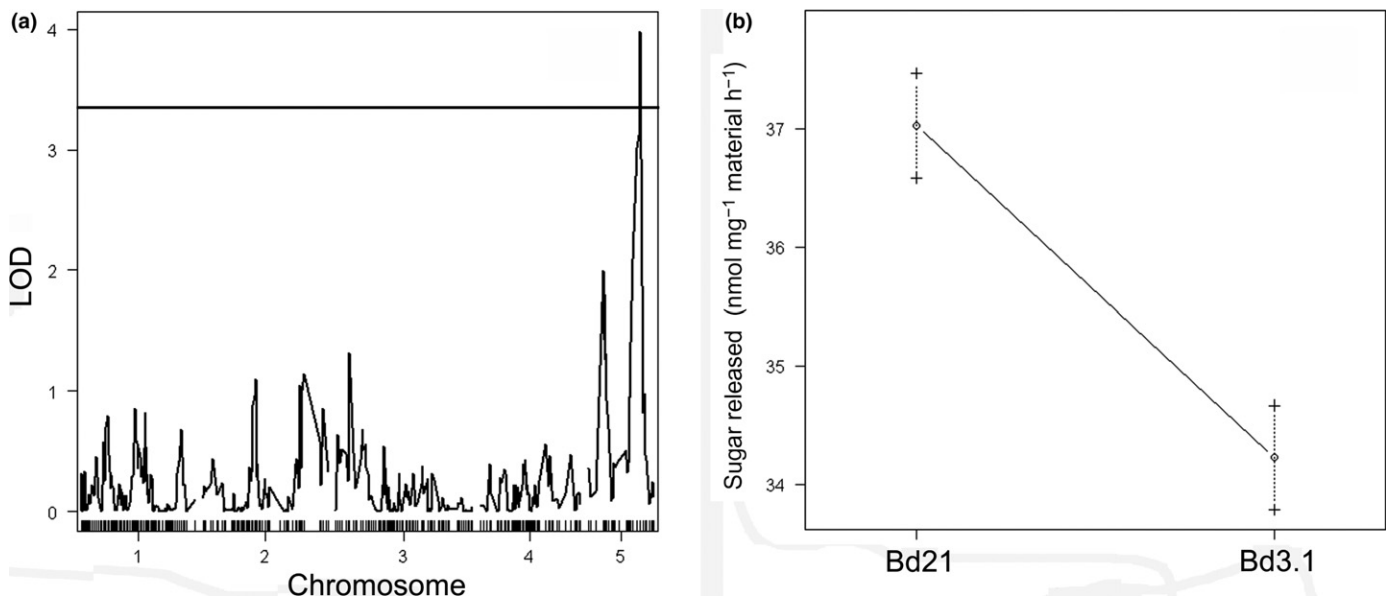 (a)
4
3
2
1
0
LOD
1 2 3 4 5
Chromosome
(b)
Sugar released (nmol mg⁻¹ material h⁻¹)
37
36
35
34
Bd21 Bd3.1